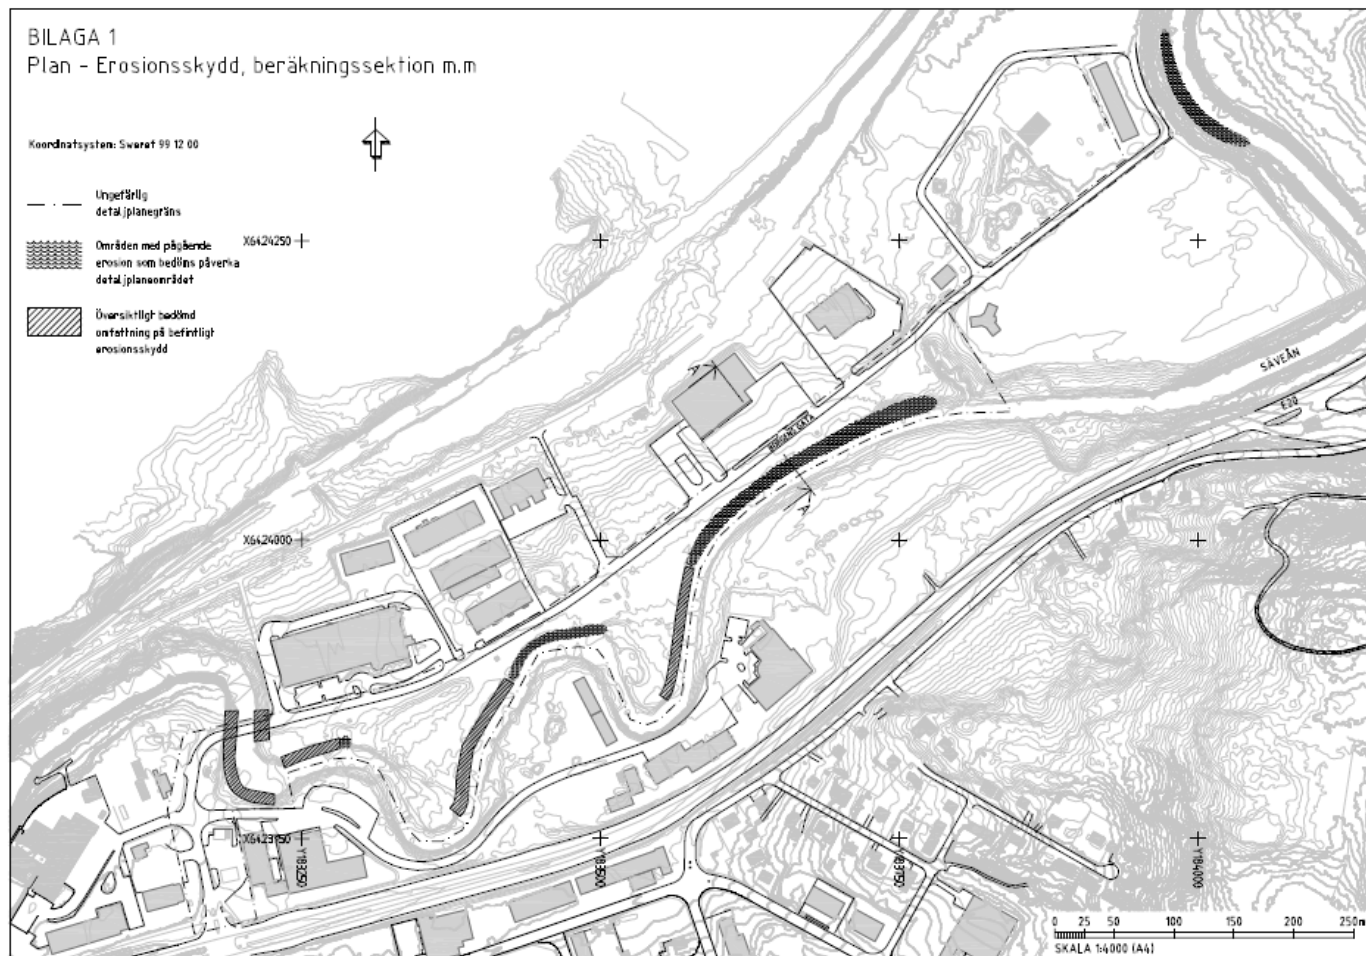 BILAGA 1
Plan - Erosionsskydd, beräkningssektion m.m
Koordinatsystem: Sweref 99 12 00
Ungefärlig
detaljplanegräns
Områden med pågående
erosion som bedöms påverka
detaljplaneområdet
Översiktligt bedömd
omfattning på befintligt
erosionsskydd
X6424250
SÄVEÅN
E20
A
GATA
A
X6424000
X6423750
Y183250
Y183500
Y183750
Y184000
0 25 50 100 150 200 250m
SKALA 1:4000 (A4)